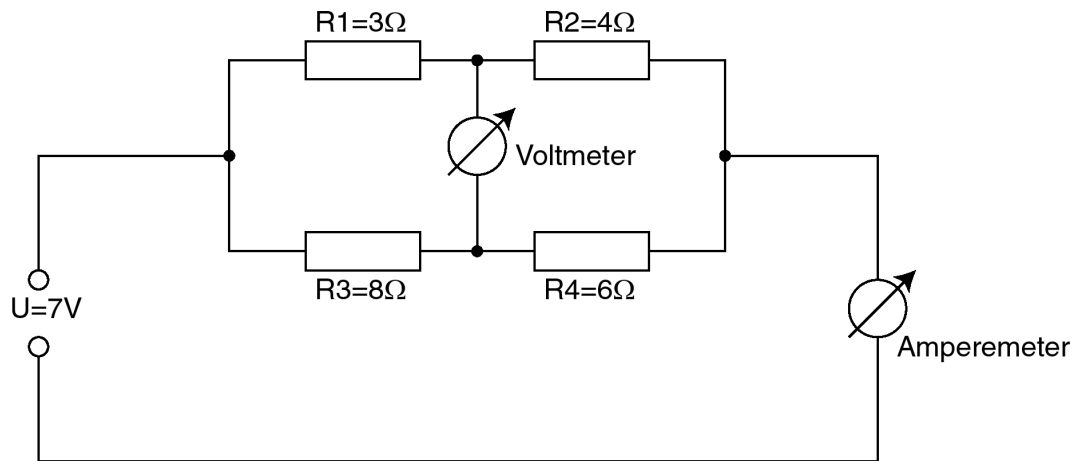 R1=3Ω
R2=4Ω
Voltmeter
R3=8Ω
R4=6Ω
U=7V
Amperemeter